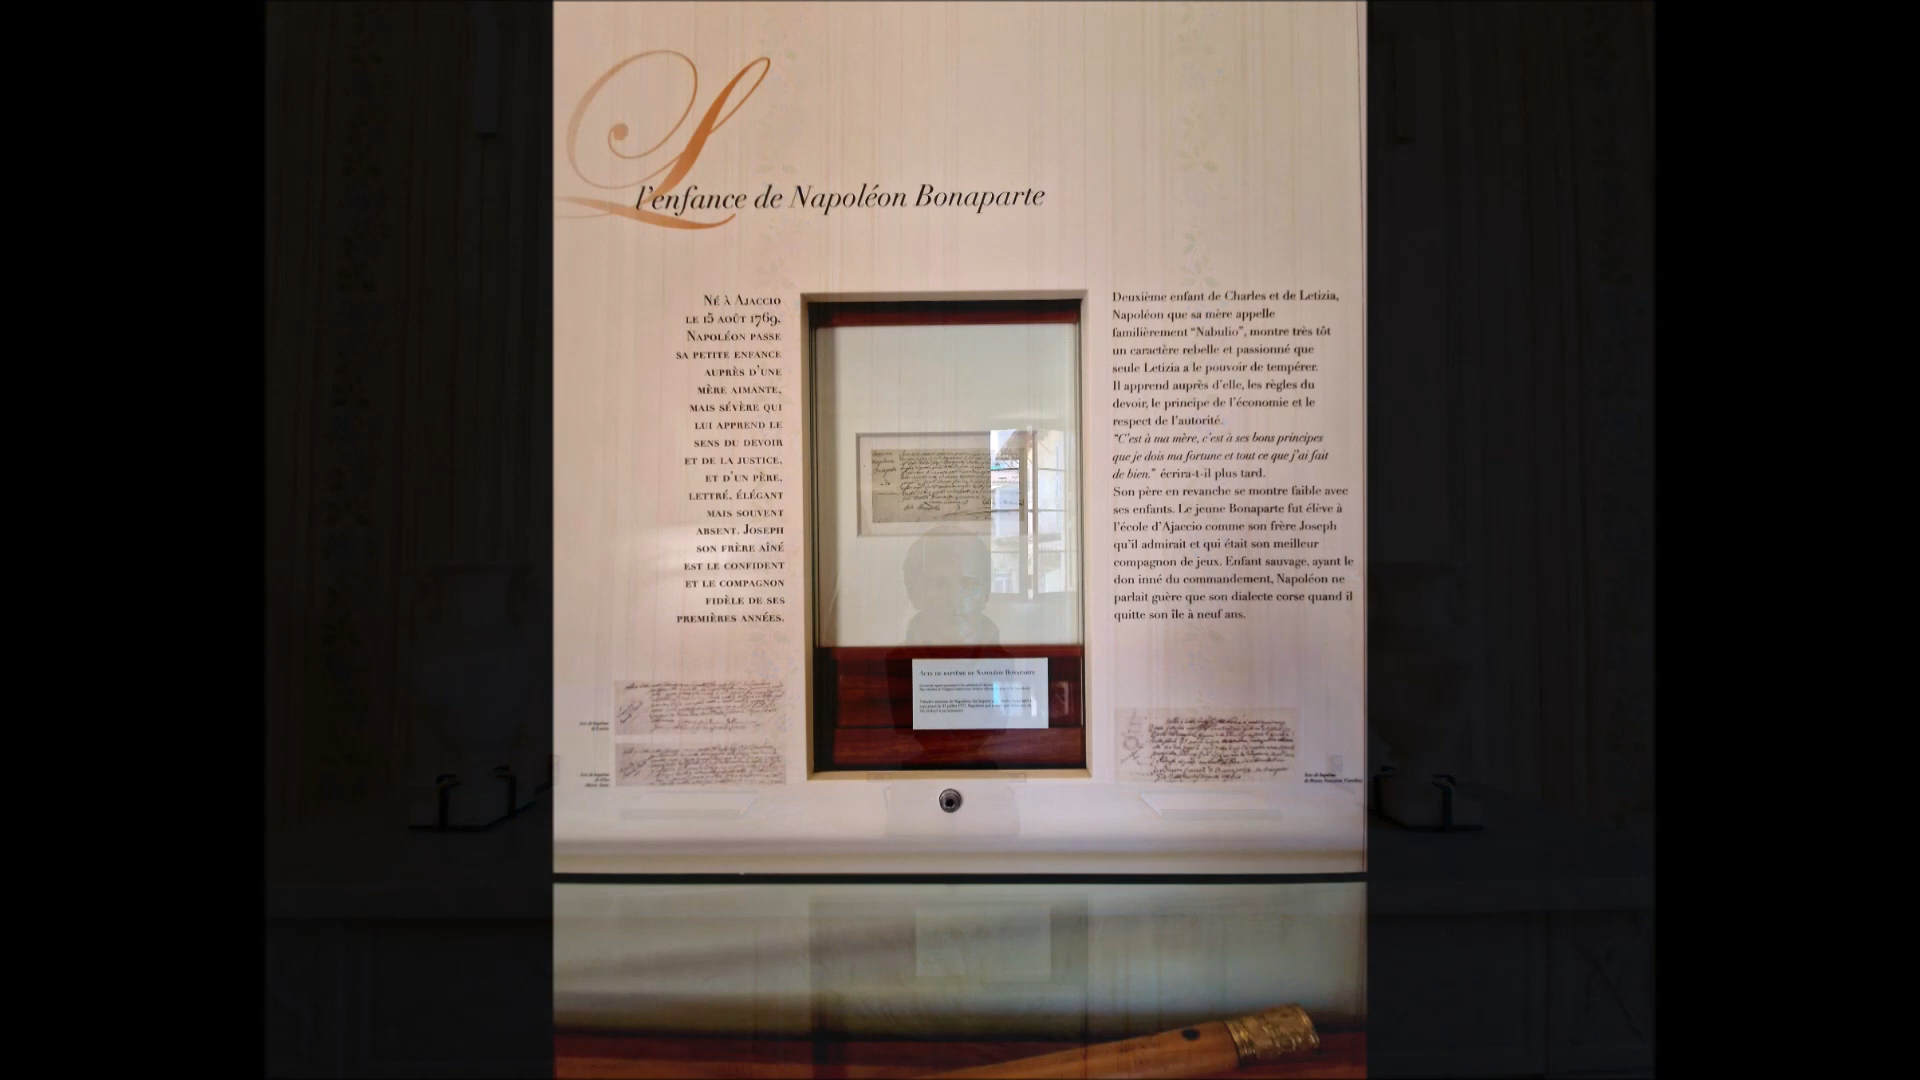 L
l'enfance de Napoléon Bonaparte
Né à Ajaccio
le 15 août 1769,
Napoléon passe
sa petite enfance
auprès d'une
mère aimante,
mais sévère qui
lui apprend le
sens du devoir
et de la justice,
et d'un père,
lettré, élégant
mais souvent
absent. Joseph
son frère aîné
est le confident
et le compagnon
fidèle de ses
premières années.
Deuxième enfant de Charles et de Letizia,
Napoléon que sa mère appelle
familièrement “Nabulio”, montre très tôt
un caractère rebelle et passionné que
seule Letizia a le pouvoir de tempérer.
Il apprend auprès d'elle, les règles du
devoir, le principe de l'économie et le
respect de l'autorité.
“C'est à ma mère, c'est à ses bons principes
que je dois ma fortune et tout ce que j'ai fait
de bien.” écrira-t-il plus tard.
Son père en revanche se montre faible avec
ses enfants. Le jeune Bonaparte fut élève à
l'école d'Ajaccio comme son frère Joseph
qu'il admirait et qui était son meilleur
compagnon de jeux. Enfant sauvage, ayant le
don inné du commandement, Napoléon ne
parlait guère que son dialecte corse quand il
quitte son île à neuf ans.
Acte de baptême de Napoléon Bonaparte